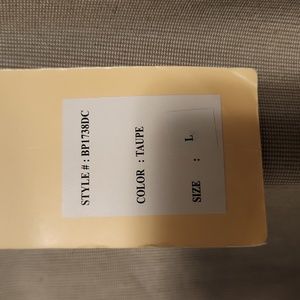 STYLE # : BP1738DC
COLOR : TAUPE
SIZE : L